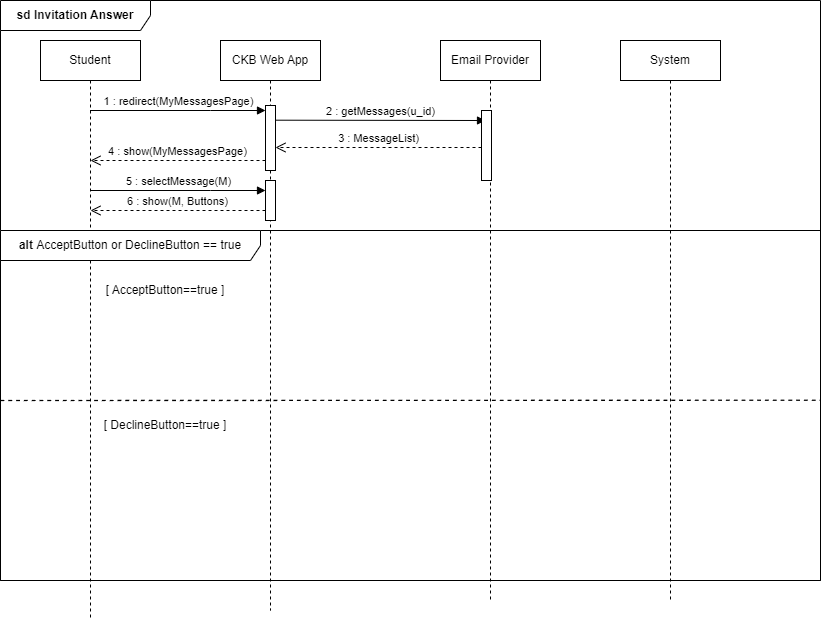 sd Invitation Answer
Student
CKB Web App
Email Provider
System
1 : redirect(MyMessagesPage)
2 : getMessages(u_id)
3 : MessageList)
4 : show(MyMessagesPage)
5 : selectMessage(M)
6 : show(M, Buttons)
alt AcceptButton or DeclineButton == true
[ AcceptButton==true ]
[ DeclineButton==true ]